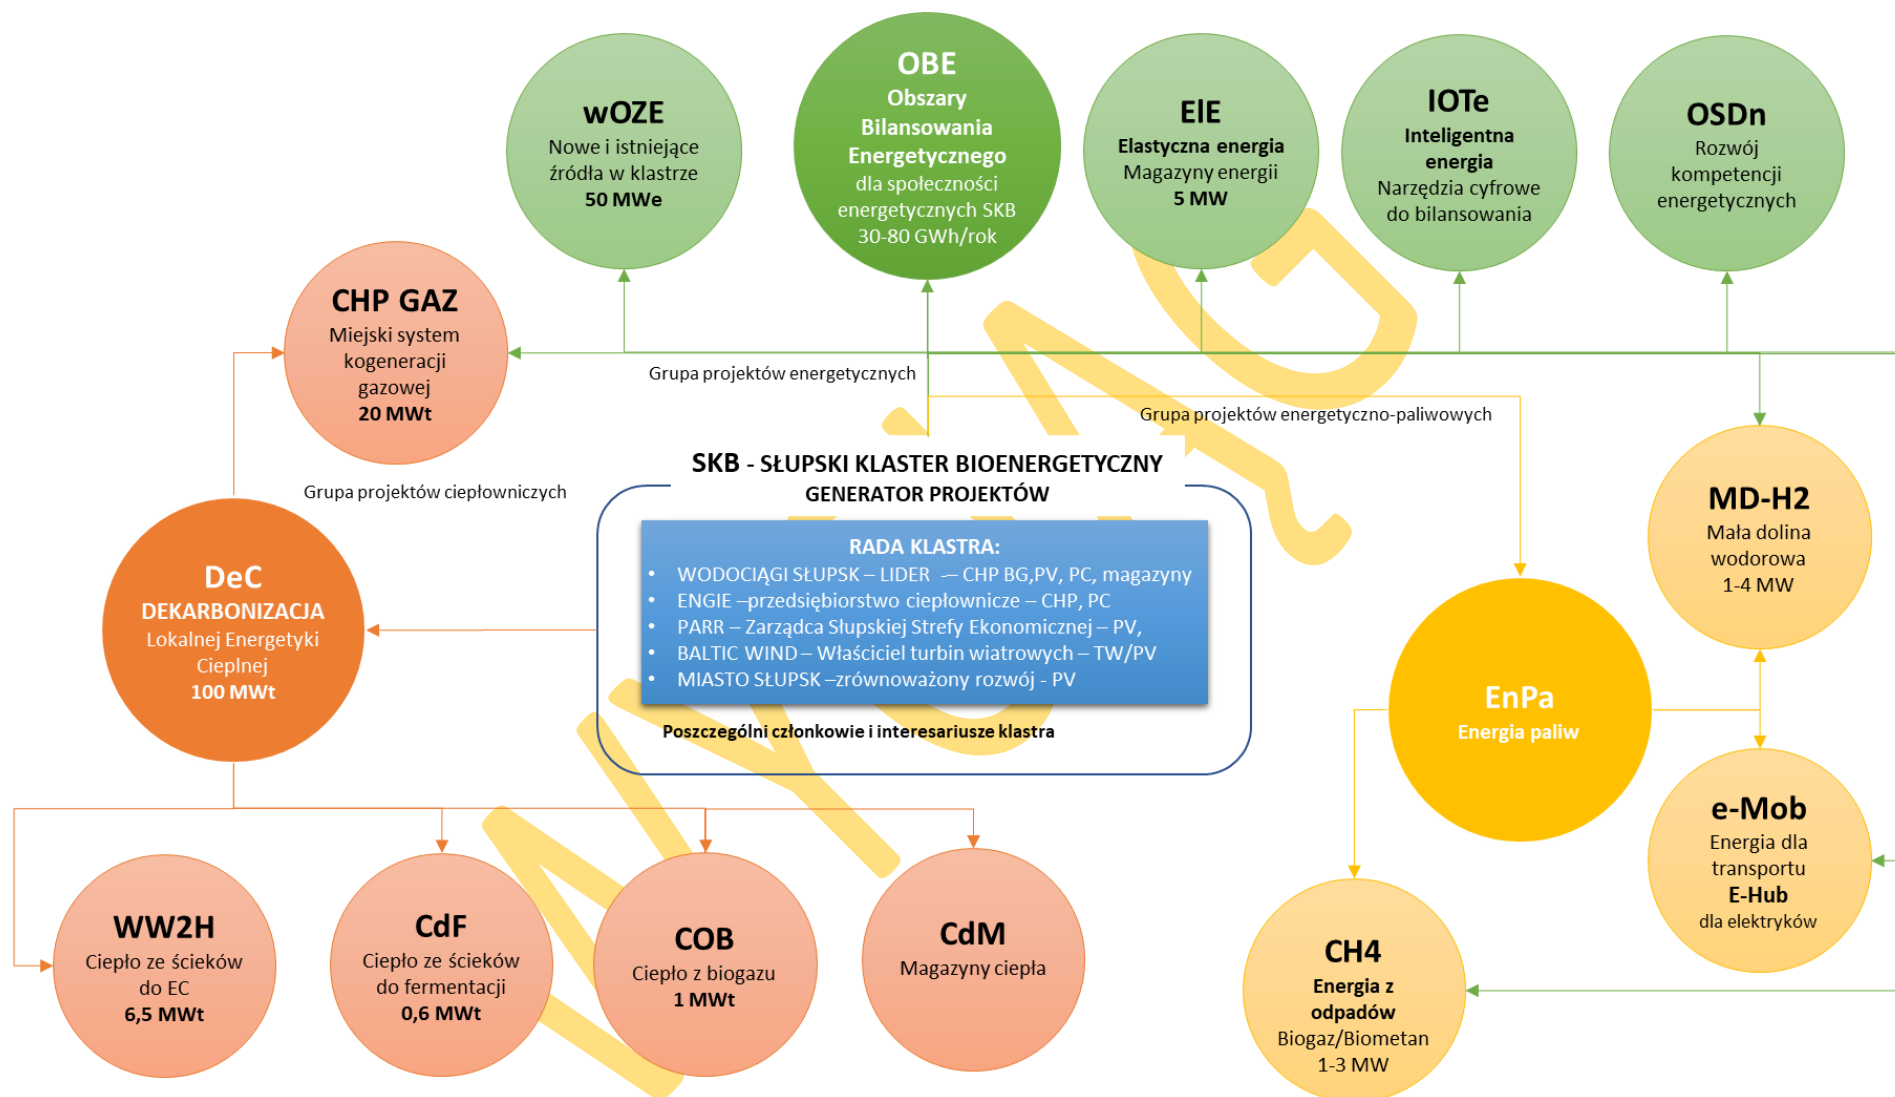 OBE
Obszary
Bilansowania
Energetycznego
dla społeczności
energetycznych SKB
30-80 GWh/rok
wOZE
Nowe i istniejące
źródła w klastrze
50 MWe
ElE
Elastyczna energia
Magazyny energii
5 MW
IOTe
Inteligentna
energia
Narzędzia cyfrowe
do bilansowania
OSDn
Rozwój
kompetencji
energetycznych
CHP GAZ
Miejski system
kogeneracji
gazowej
20 MWt
Grupa projektów energetycznych
Grupa projektów energetyczno-paliwowych
Grupa projektów ciepłowniczych
SKB - SŁUPSKI KLASTER BIOENERGETYCZNY
GENERATOR PROJEKTÓW
RADA KLASTRA:
• WODOCIĄGI SŁUPSK – LIDER -– CHP BG,PV, PC, magazyny
• ENGIE –przedsiębiorstwo ciepłownicze – CHP, PC
• PARR – Zarządca Słupskiej Strefy Ekonomicznej – PV,
• BALTIC WIND – Właściciel turbin wiatrowych – TW/PV
• MIASTO SŁUPSK –zrównoważony rozwój - PV
Poszczególni członkowie i interesariusze klastra
DeC
DEKARBONIZACJA
Lokalnej Energetyki
Cieplnej
100 MWt
MD-H2
Mała dolina
wodorowa
1-4 MW
EnPa
Energia paliw
e-Mob
Energia dla
transportu
E-Hub
dla elektryków
WW2H
Ciepło ze ścieków
do EC
6,5 MWt
CdF
Ciepło ze ścieków
do fermentacji
0,6 MWt
COB
Ciepło z biogazu
1 MWt
CdM
Magazyny ciepła
CH4
Energia z
odpadów
Biogaz/Biometan
1-3 MW